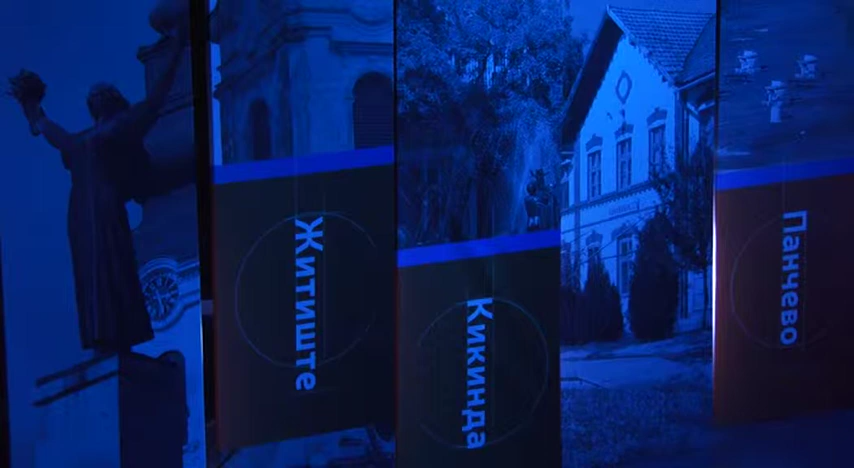 Житиште
Кикинда
Панчево